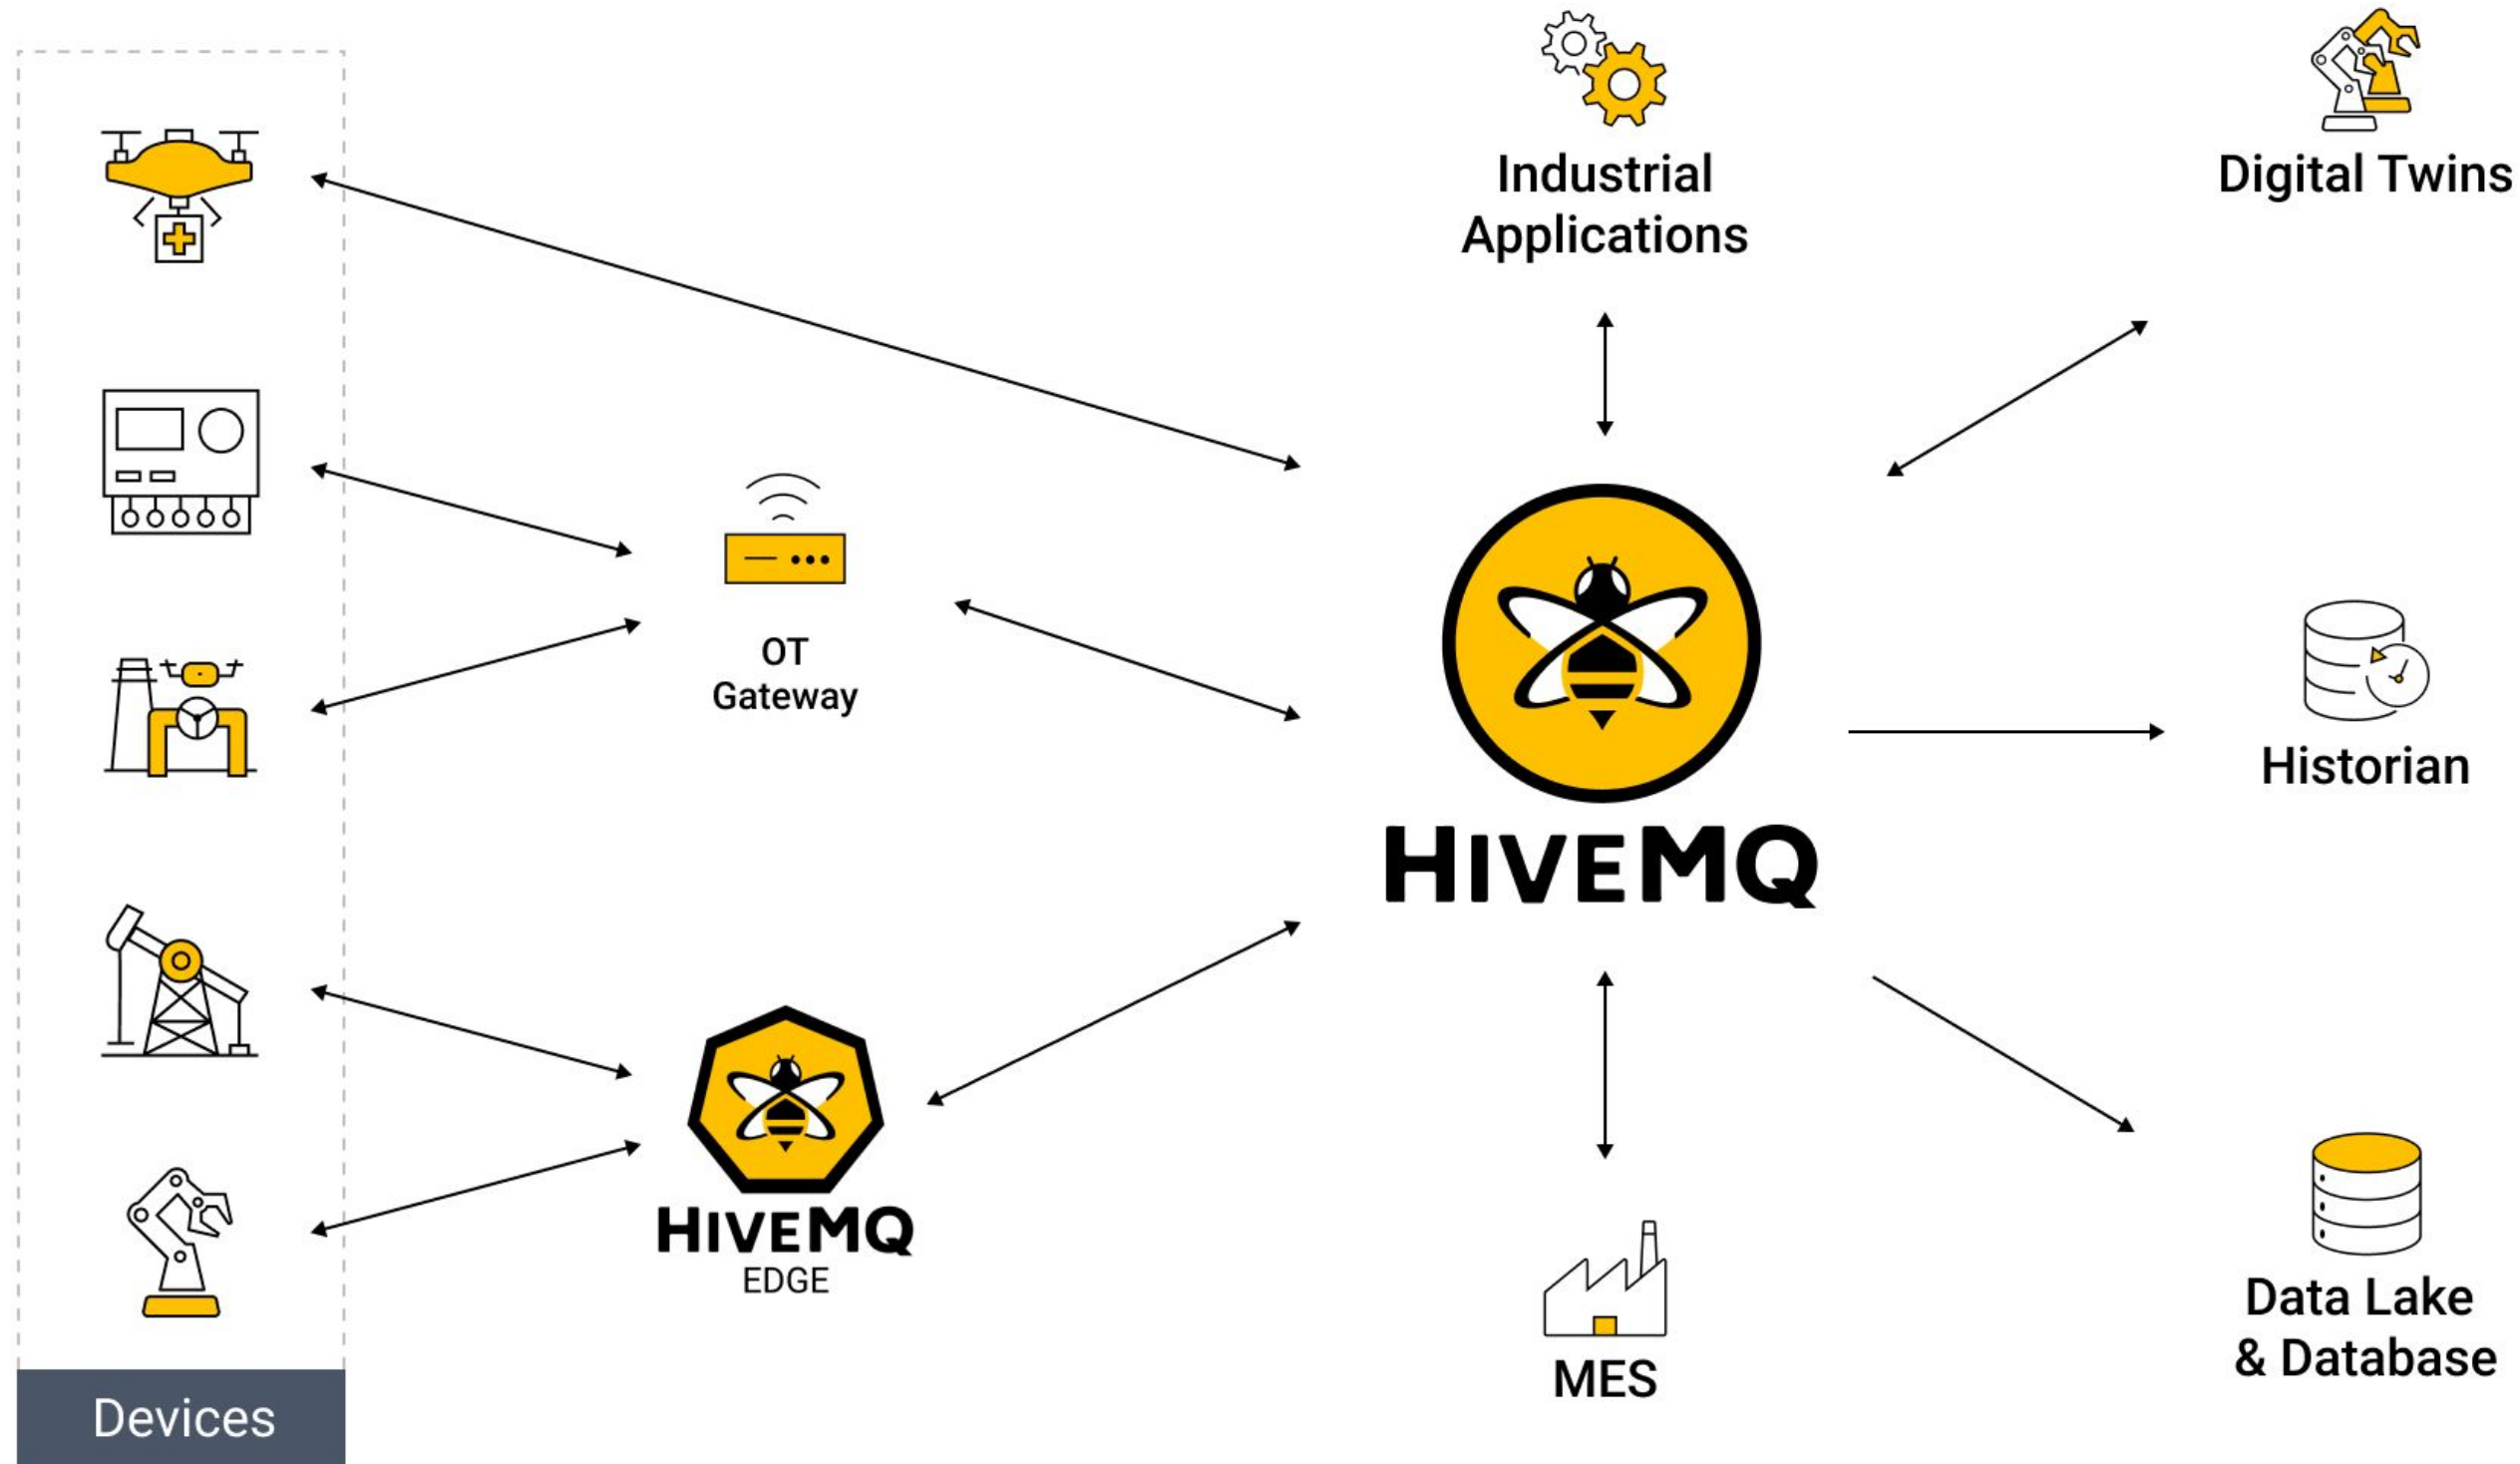 Industrial
Applications
Digital Twins
OT
Gateway
HIVEMQ
Historian
HIVEMQ
EDGE
MES
Data Lake
& Database
Devices